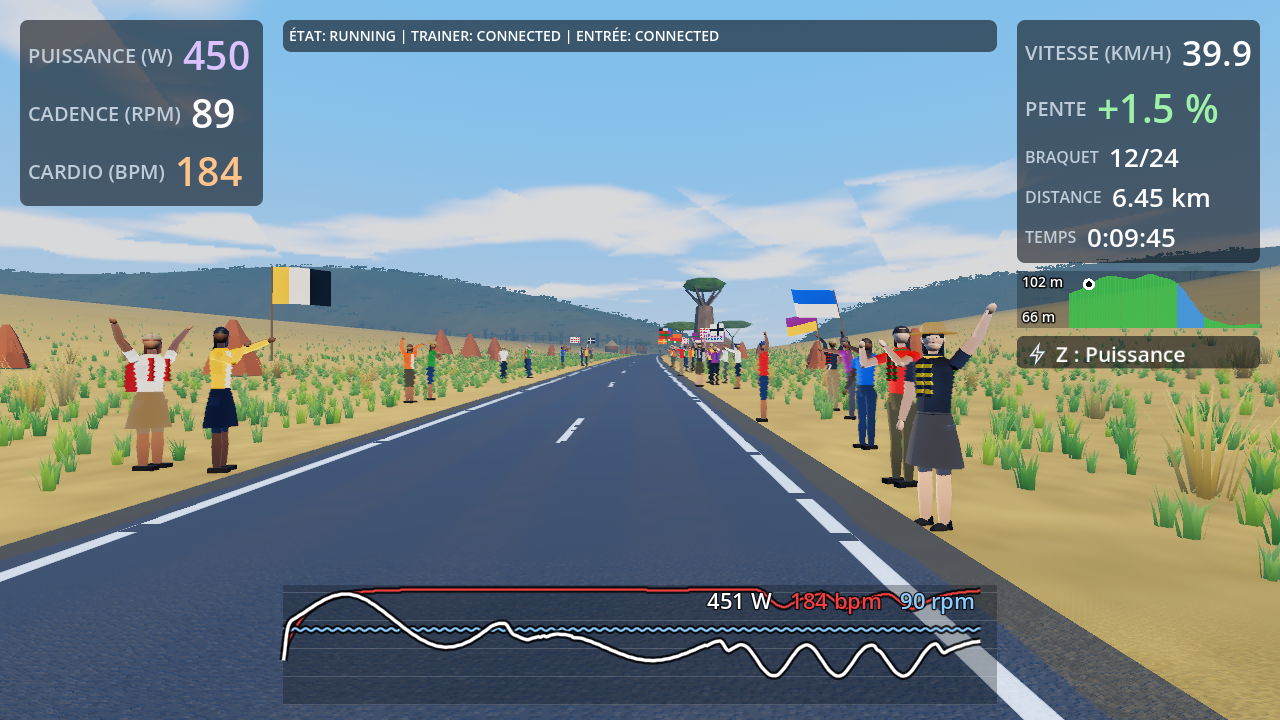 PUISSANCE (W) 450
CADENCE (RPM) 89
CARDIO (BPM) 184
ÉTAT: RUNNING | TRAINER: CONNECTED | ENTRÉE: CONNECTED
VITESSE (KM/H) 39.9
PENTE +1.5 %
BRAQUET 12/24
DISTANCE 6.45 km
TEMPS 0:09:45
102 m
66 m
Z : Puissance
451 W 184 bpm 90 rpm